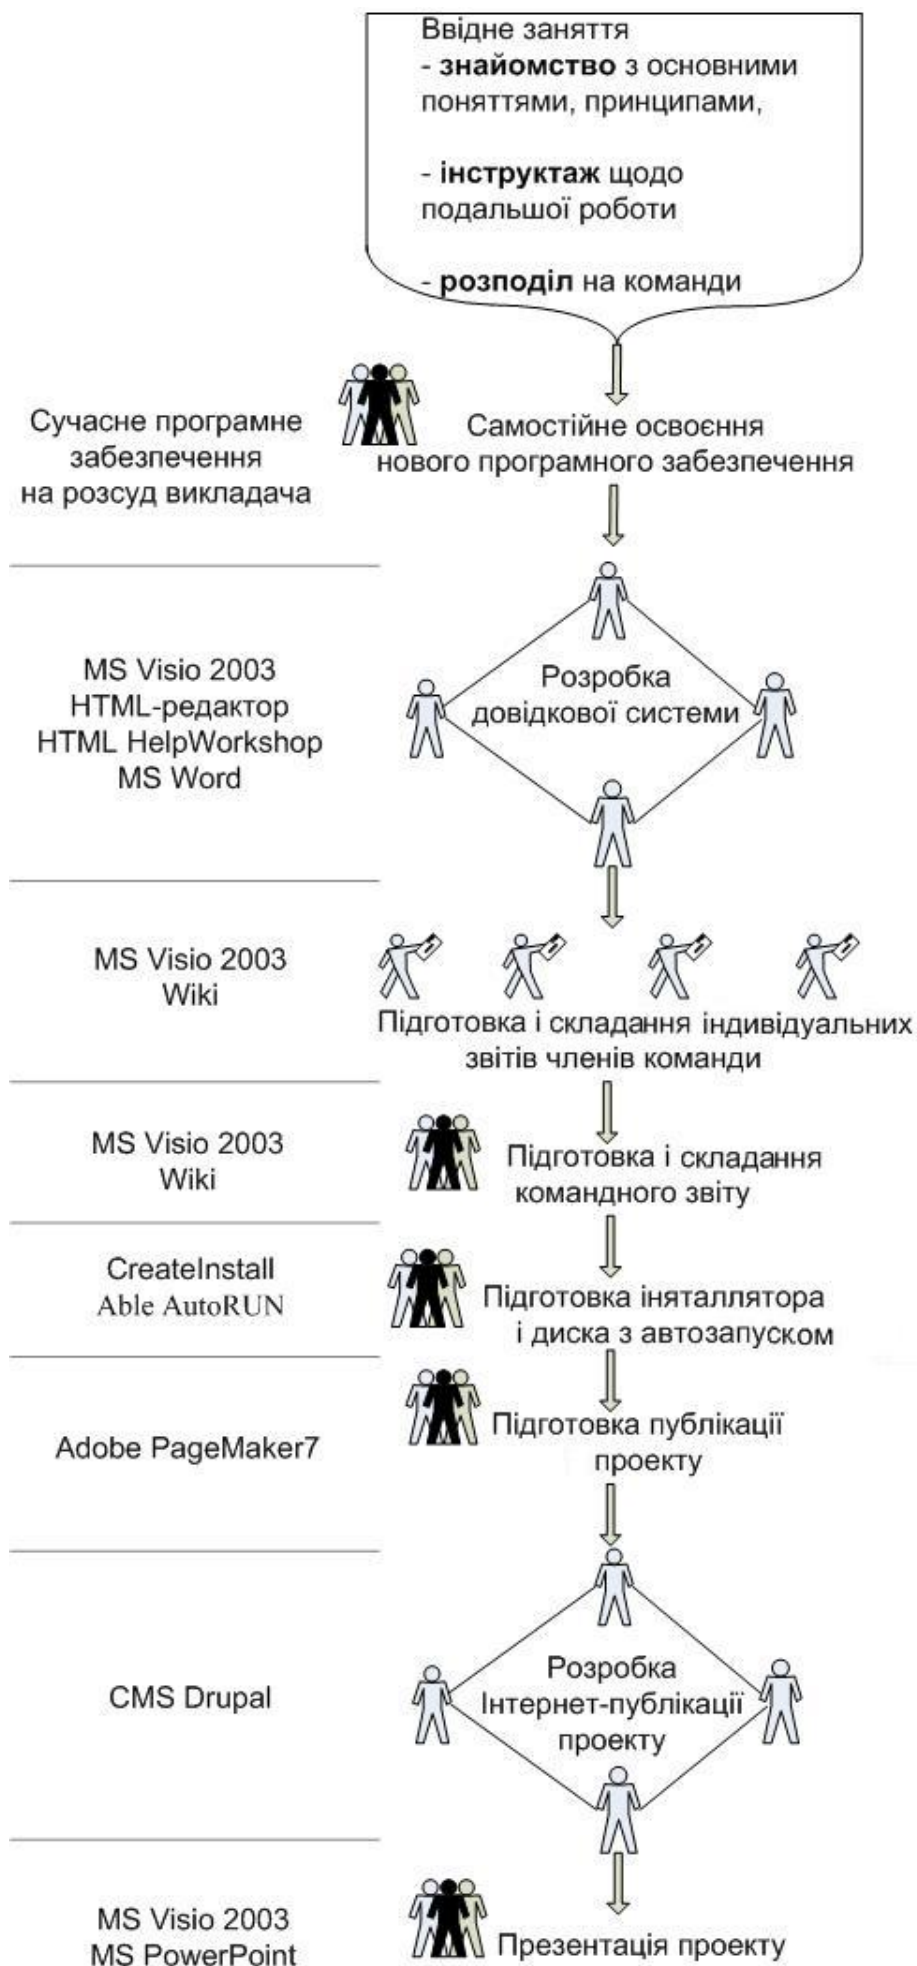 Ввідне заняття
- знайомство з основними
поняттями, принципами,
- інструктаж щодо
подальшої роботи
- розподіл на команди
Сучасне програмне
забезпечення
на розсуд викладача
Самостійне освоєння
нового програмного забезпечення
MS Visio 2003
HTML-редактор
HTML HelpWorkshop
MS Word
Розробка
довідкової системи
MS Visio 2003
Wiki
Підготовка і складання індивідуальних
звітів членів команди
MS Visio 2003
Wiki
Підготовка і складання
командного звіту
CreateInstall
Able AutoRUN
Підготовка іняталлятора
і диска з автозапуском
Adobe PageMaker7
Підготовка публікації
проекту
CMS Drupal
Розробка
Інтернет-публікації
проекту
MS Visio 2003
MS PowerPoint
Презентація проекту